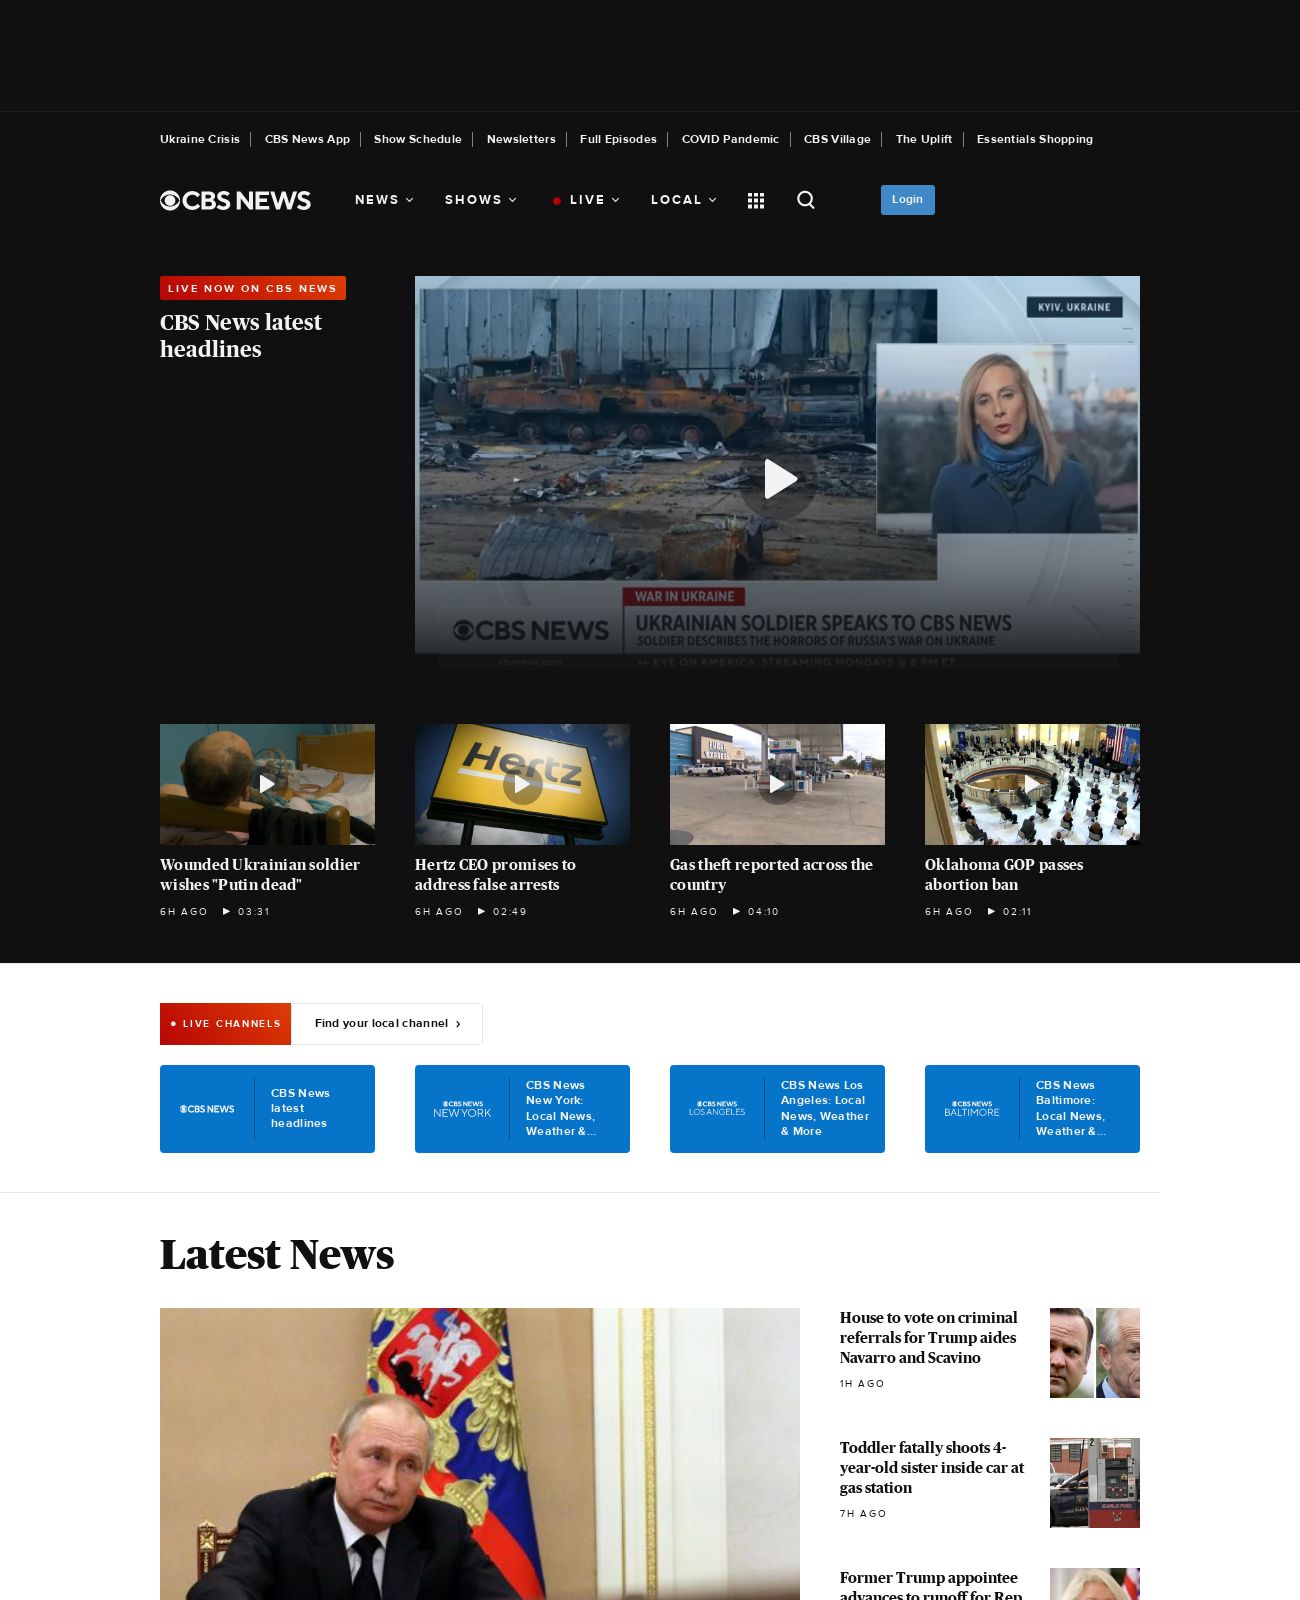 Ukraine Crisis
CBS News App
Show Schedule
Newsletters
Full Episodes
COVID Pandemic
CBS Village
The Uplift
Essentials Shopping
CBS NEWS
NEWS
SHOWS
LIVE
LOCAL
Login
LIVE NOW ON CBS NEWS
CBS News latest
headlines
KYIV, UKRAINE
WAR IN UKRAINE
CBS NEWS
UKRAINIAN SOLDIER SPEAKS TO CBS NEWS
SOLDIER DESCRIBES THE HORRORS OF RUSSIA'S WAR ON UKRAINE
cbsnews.com
EYE ON AMERICA: STREAMING MONDAYS @ 8 PM ET
Hertz
Wounded Ukrainian soldier
wishes "Putin dead"
6H AGO
03:31
Hertz CEO promises to
address false arrests
6H AGO
02:49
Gas theft reported across the
country
6H AGO
04:10
Oklahoma GOP passes
abortion ban
6H AGO
02:11
LIVE CHANNELS
Find your local channel ›
CBS NEWS
CBS News
latest
headlines
CBS NEWS
NEW YORK
CBS News
New York:
Local News,
Weather &...
CBS NEWS
LOS ANGELES
CBS News Los
Angeles: Local
News, Weather
& More
CBS NEWS
BALTIMORE
CBS News
Baltimore:
Local News,
Weather &...
Latest News
House to vote on criminal
referrals for Trump aides
Navarro and Scavino
1H AGO
Toddler fatally shoots 4-
year-old sister inside car at
gas station
7H AGO
Former Trump appointee
advances to runoff for Rep.